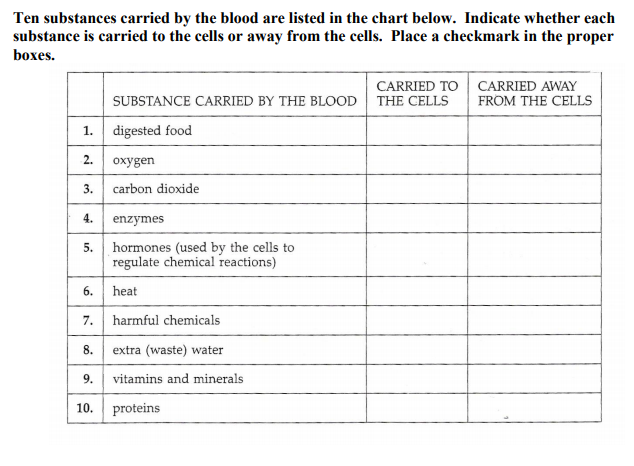 Ten substances carried by the blood are listed in the chart below.  Indicate whether each
substance is carried to the cells or away from the cells.  Place a checkmark in the proper
boxes.
SUBSTANCE CARRIED BY THE BLOOD
CARRIED TO
THE CELLS
CARRIED AWAY
FROM THE CELLS
1. digested food
2. oxygen
3. carbon dioxide
4. enzymes
5. hormones (used by the cells to
regulate chemical reactions)
6. heat
7. harmful chemicals
8. extra (waste) water
9. vitamins and minerals
10. proteins